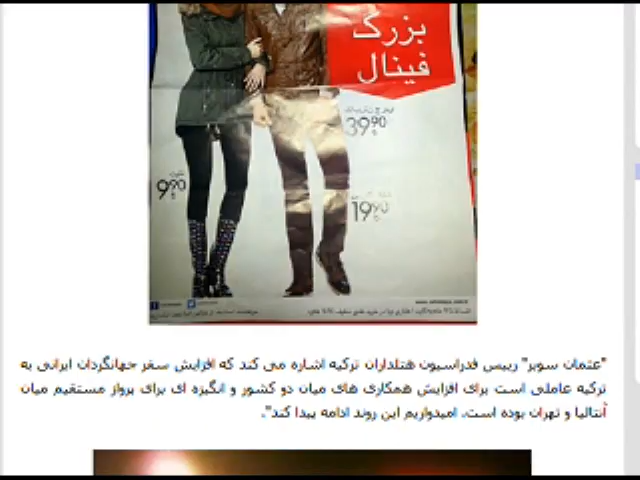 بزرگ
فینال
39.90
9.90
19.90
"عثمان سویر" رییس فدراسیون هتلداران ترکیه اشاره می کند که افزایش سفر جهانگردان ایرانی به
ترکیه عاملی است برای افزایش همکاری های میان دو کشور و انگیزه ای برای پرواز مستقیم میان
آنتالیا و تهران بوده است. امیدواریم این روند ادامه پیدا کند".